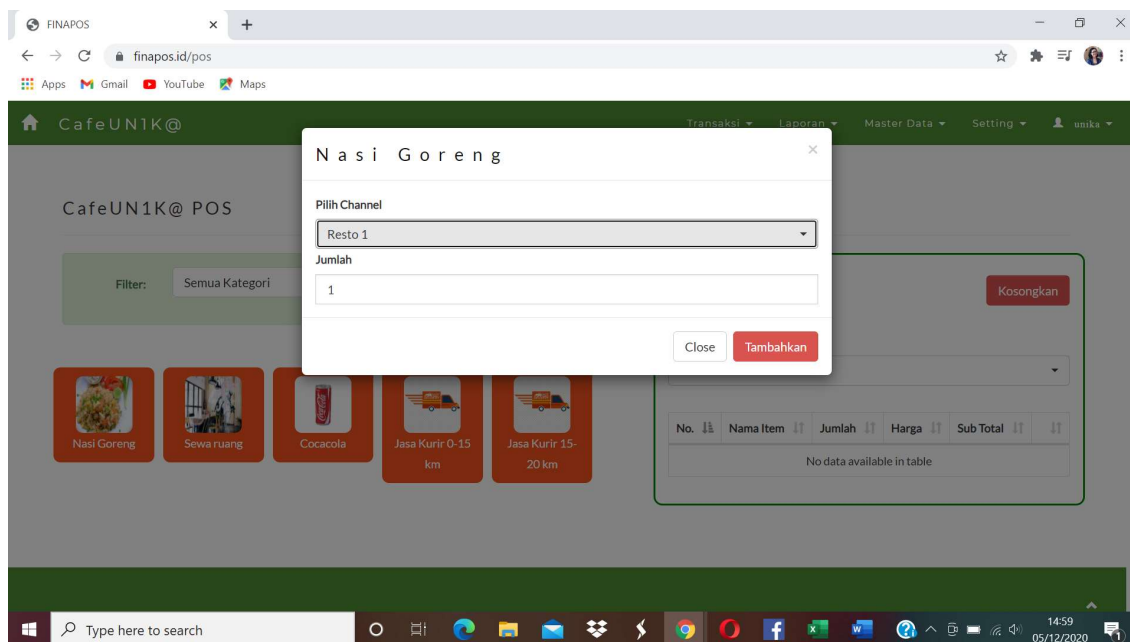 FINAPOS
finapos.id/pos
Apps Gmail YouTube Maps
CafeUN1K@ Transaksi Laporan Master Data Setting unika
Nasi Goreng
Pilih Channel
Resto 1
Jumlah
1
Close Tambahkan
CafeUN1K@ POS
Filter: Semua Kategori
Kosongkan
Nasi Goreng
Sewa ruang
Cocacola
Jasa Kurir 0-15
km
Jasa Kurir 15-
20 km
No. Nama Item Jumlah Harga Sub Total
No data available in table
Type here to search
14:59
05/12/2020